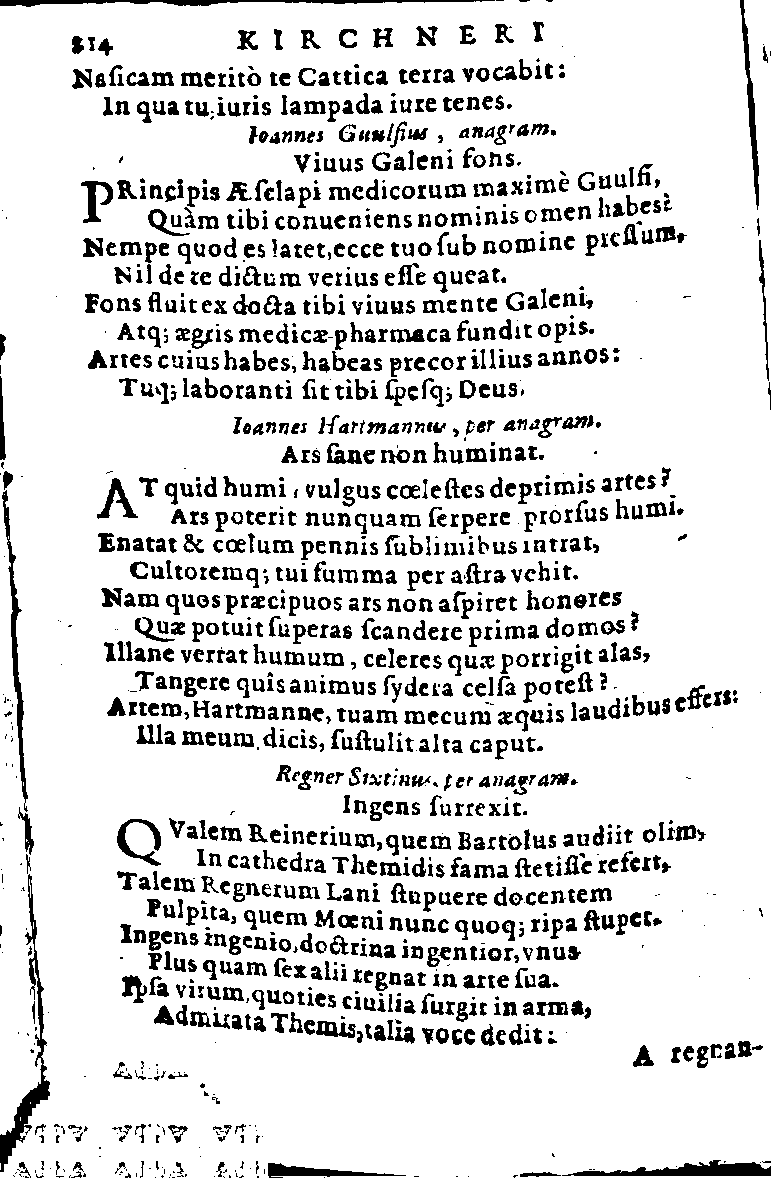 814 KIRCHNERI
Nasicam meritò te Cattica terra vocabit:
In qua tu, iuris lampada iure tenes.
Ioannes Guulfius, anagram.
Viuus Galeni fons.
PRincipis Æsclapi medicorum maximè Guulfi,
Quàm tibi conueniens nominis omen habes?
Nempe quod es latet, ecce tuo sub nomine pressum,
Nil de te dictum verius esse queat.
Fons fluit ex docta tibi viuus mente Galeni,
Atq; ægris medicæ pharmaca fundit opis.
Artes cuius habes, habeas precor illius annos:
Tuq; laboranti sit tibi spesq; Deus.
Ioannes Hartmannus, per anagram.
Ars sane non huminat.
AT quid humi, vulgus cœlestes deprimis artes?
Ars poterit nunquam serpere prorsus humi.
Enatat & cœlum pennis sublimibus intrat,
Cultoremq; tui summa per astra vehit.
Nam quos præcipuos ars non aspiret honores
Quæ potuit superas scandere prima domos?
Illane verrat humum, celeres quæ porrigit alas,
Tangere quis animus sydera celsa potest?
Artem, Hartmanne, tuam mecum æquis laudibus effers:
Illa meum, dicis, sustulit alta caput.
Regner Sixtinus, per anagram.
Ingens surrexit.
QValem Reinerium, quem Bartolus audiit olim,
In cathedra Themidis fama stetisse refert,
Talem Regnerum Lani stupuere docentem
Pulpita, quem Mœni nunc quoq; ripa stupet.
Ingens ingenio, doctrina ingentior, vnus
Plus quam sex alii regnat in arte sua.
Ipsa virum, quoties ciuilia surgit in arma,
Admirata Themis, talia voce dedit:
A regnan-